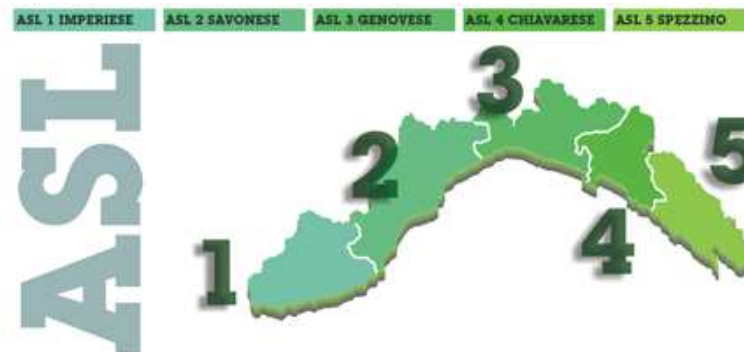 ASL 1 IMPERIESE ASL 2 SAVONESE ASL 3 GENOVESE ASL 4 CHIAVARESE ASL 5 SPEZZINO
ASL
3
2
5
4
1